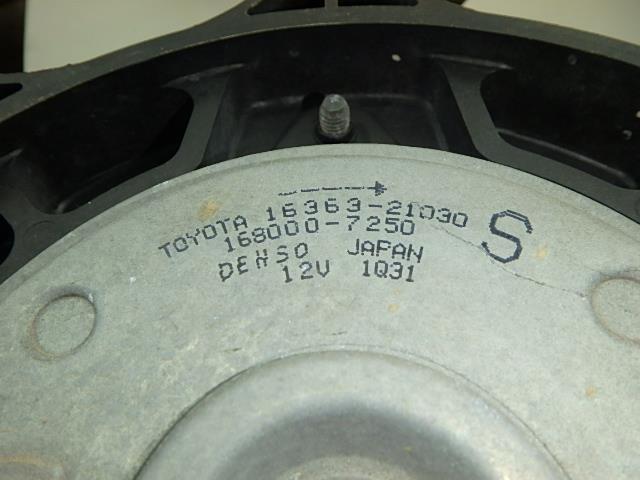 TOYOTA 16363-21030
168000-7250 S
DENSO JAPAN
12V 1Q31